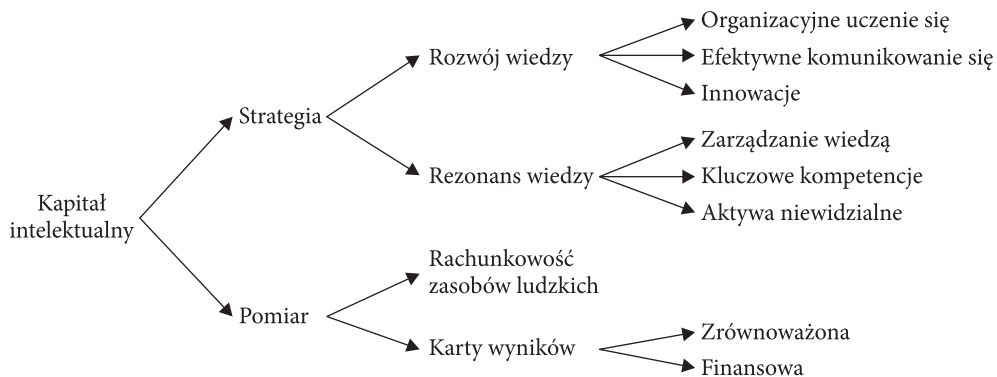 Kapitał
intelektualny
Strategia
Rozwój wiedzy
Organizacyjne uczenie się
Efektywne komunikowanie się
Innowacje
Rezonans wiedzy
Zarządzanie wiedzą
Kluczowe kompetencje
Aktywa niewidzialne
Pomiar
Rachunkowość
zasobów ludzkich
Karty wyników
Zrównoważona
Finansowa